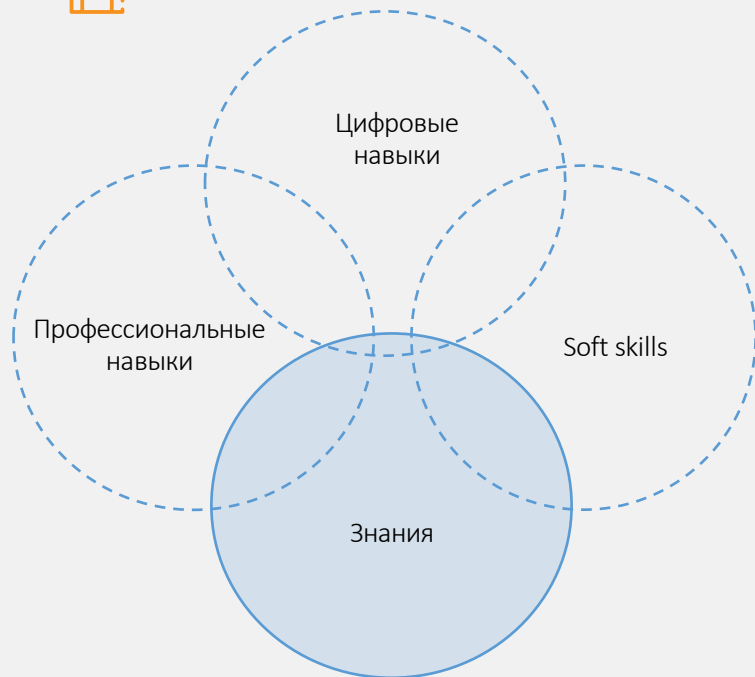 Цифровые
навыки
Профессиональные
навыки
Soft skills
Знания